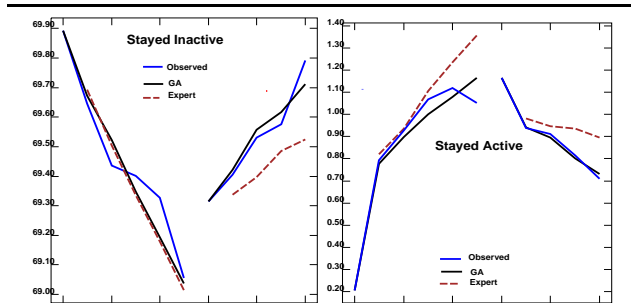 69.90
69.80
69.70
69.60
69.50
69.40
69.30
69.20
69.10
69.00
Stayed Inactive
Observed
GA
Expert
1.40
1.30
1.20
1.10
1.00
0.90
0.80
0.70
0.60
0.50
0.40
0.30
0.20
Stayed Active
Observed
GA
Expert